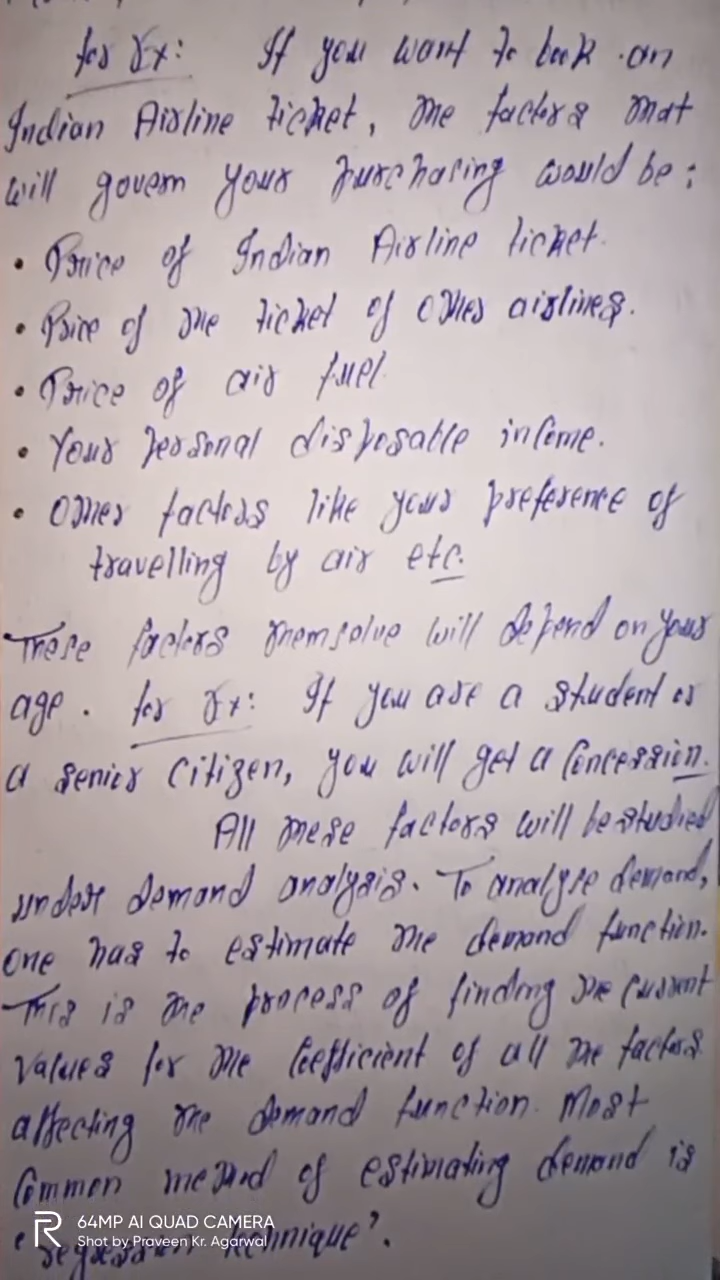 for Ex: If you want to book an
Indian Airline ticket, the factors that
will govern your purchasing would be:
• Price of Indian Airline ticket.
• Price of the ticket of other airlines.
• Price of air fuel.
• Your personal disposable income.
• Other factors like your preference of
travelling by air etc.
These factors themselve will depend on your
age. for Ex: If you are a student or
a senior citizen, you will get a Concession.
All these factors will be studied
under demand analysis. To analyse demand,
one has to estimate the demand function.
This is the process of finding the current
values for the Coefficient of all the factors
affecting the demand function. Most
Common method of estimating demand is
'regression technique'.
64MP AI QUAD CAMERA
Shot by Praveen Kr. Agarwal